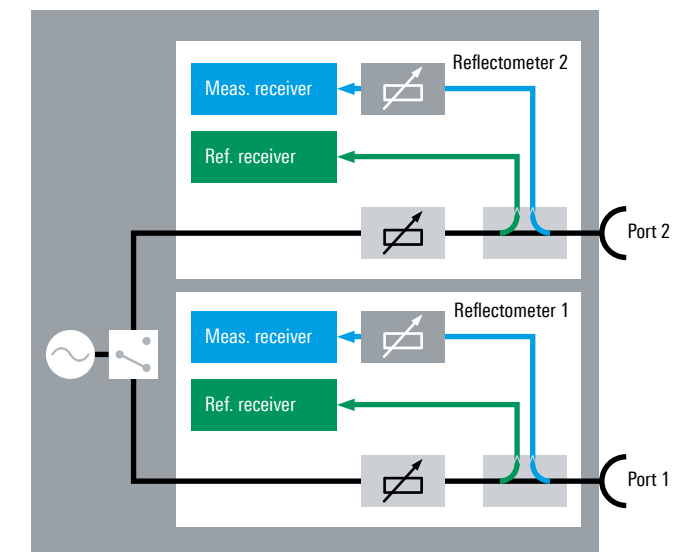 Reflectometer 2
Meas. receiver
Ref. receiver
Port 2
Reflectometer 1
Meas. receiver
Ref. receiver
Port 1